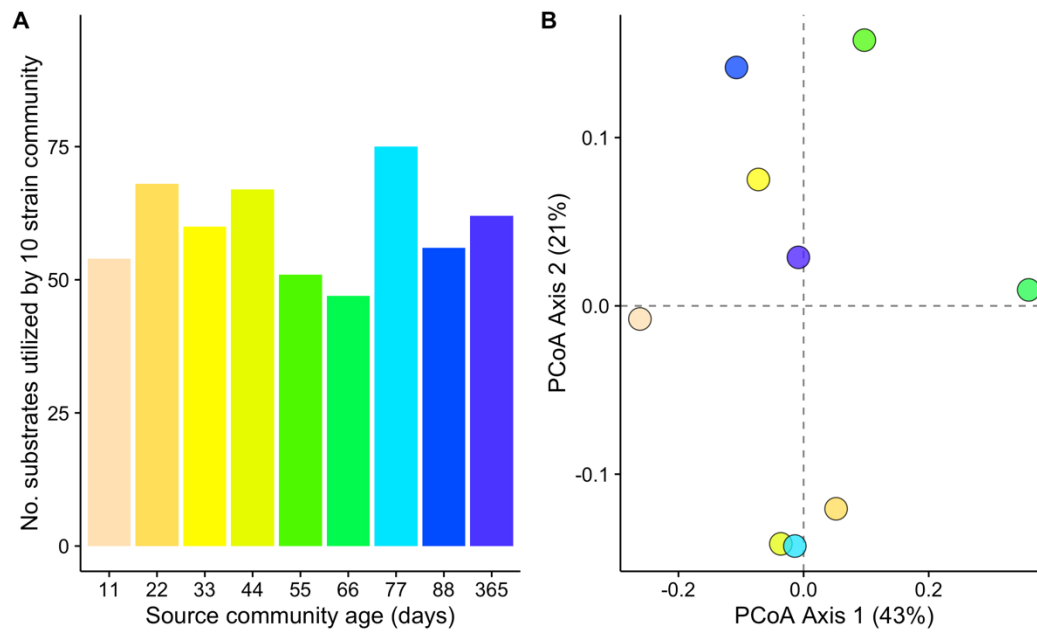 A
No. substrates utilized by 10 strain community
75
50
25
0
11 22 33 44 55 66 77 88 365
Source community age (days)
B
PCoA Axis 2 (21%)
0.1
0.0
-0.1
-0.2 0.0 0.2
PCoA Axis 1 (43%)